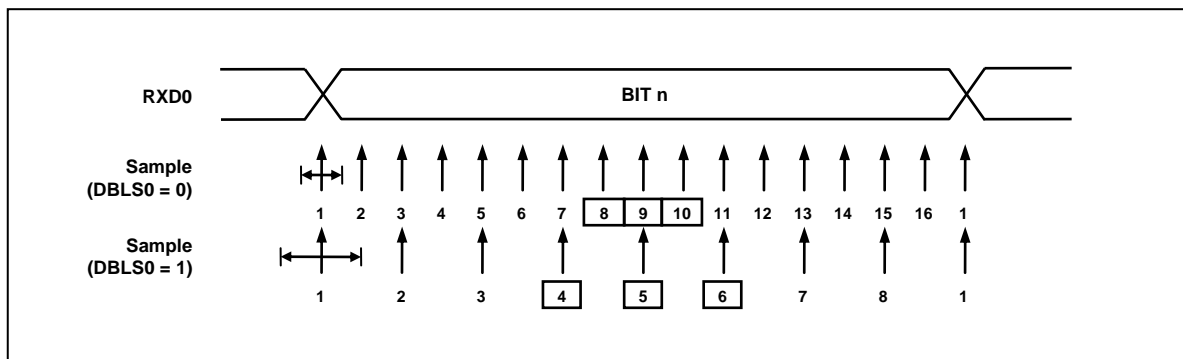 RXD0
BIT n
Sample
(DBLS0 = 0)
1 2 3 4 5 6 7 8 9 10 11 12 13 14 15 16 1
Sample
(DBLS0 = 1)
1 2 3 4 5 6 7 8 1